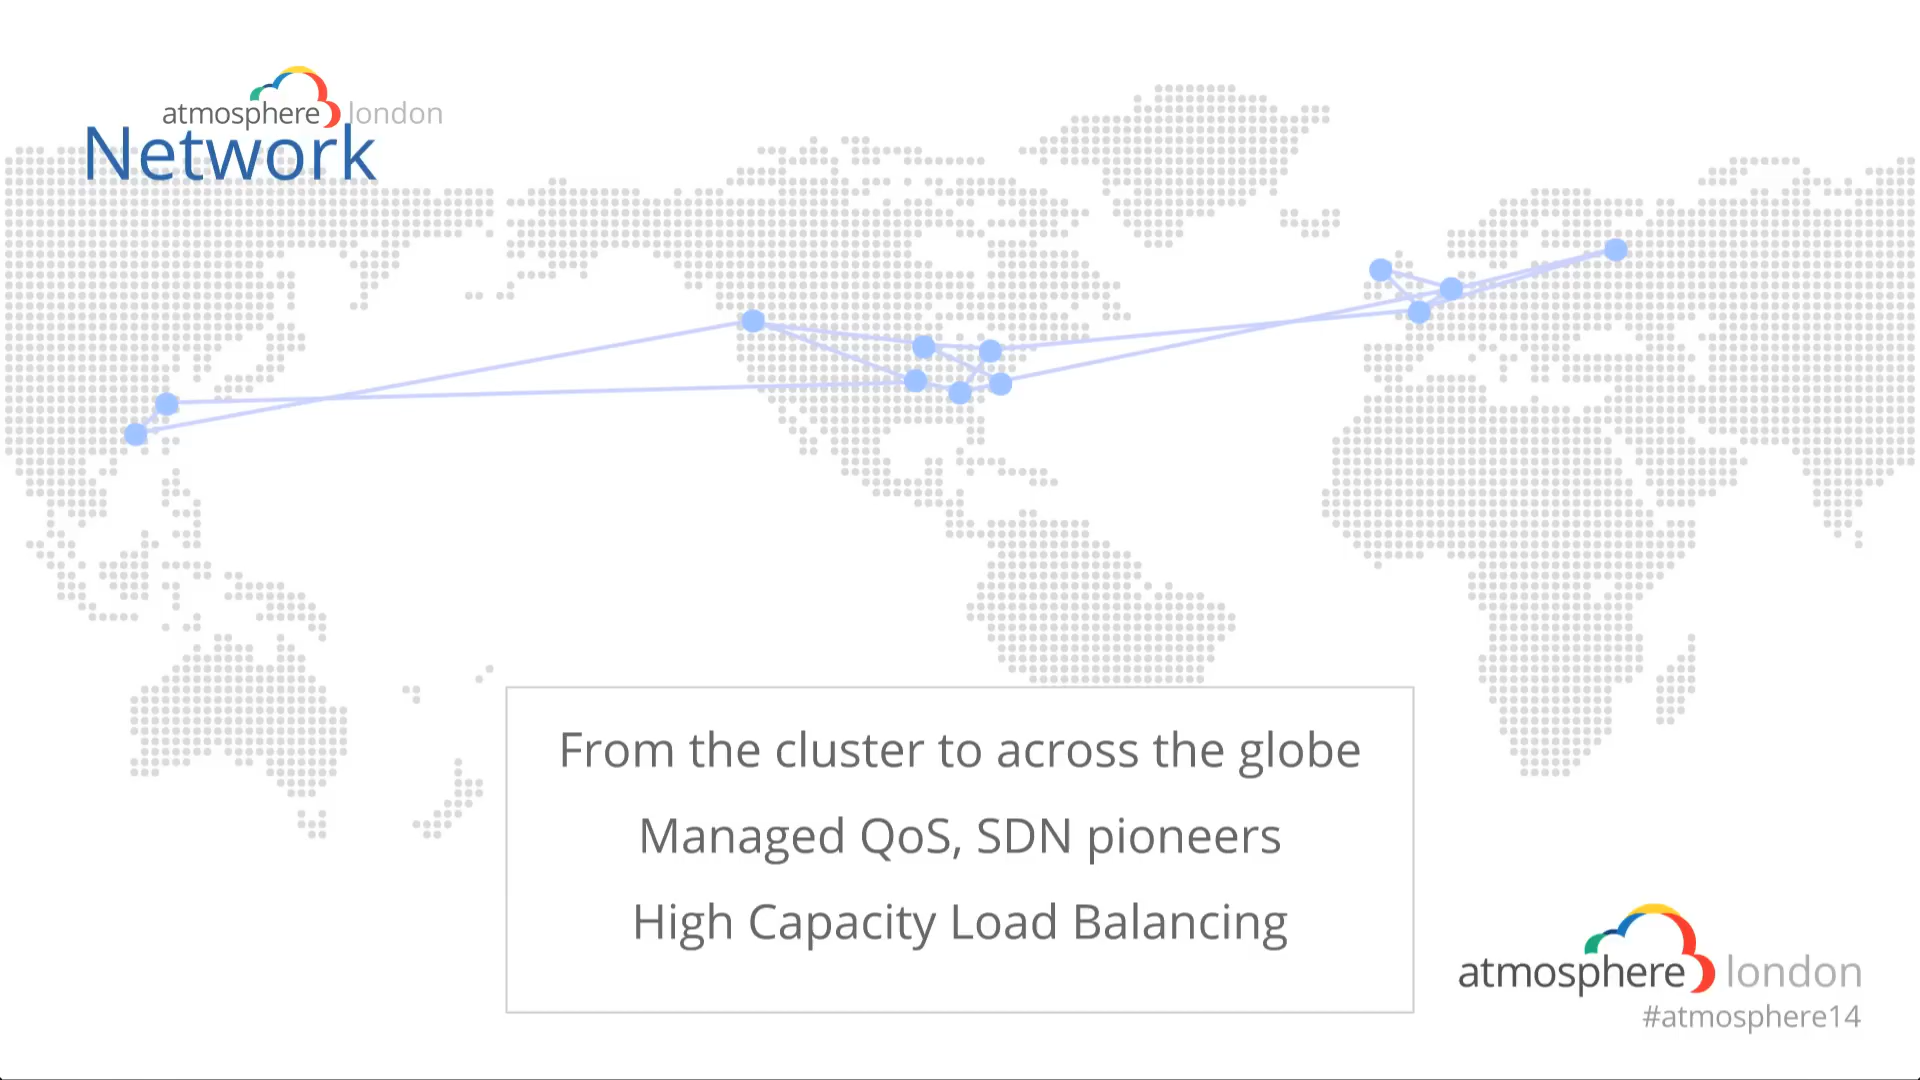 atmosphere london
Network
From the cluster to across the globe
Managed QoS, SDN pioneers
High Capacity Load Balancing
atmosphere london
#atmosphere14